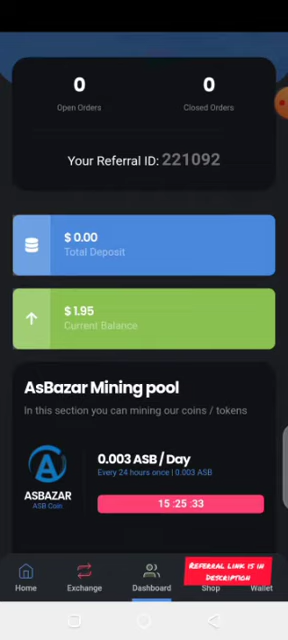 0 0
Open Orders Closed Orders
Your Referral ID: 221092
$ 0.00
Total Deposit
$ 1.95
Current Balance
AsBazar Mining pool
In this section you can mining our coins / tokens
0.003 ASB / Day
Every 24 hours once | 0.003 ASB
ASBAZAR
ASB Coin
15 :25 :33
REFERRAL LINK IS IN
DESCRIPTION
Home Exchange Dashboard Shop Wallet